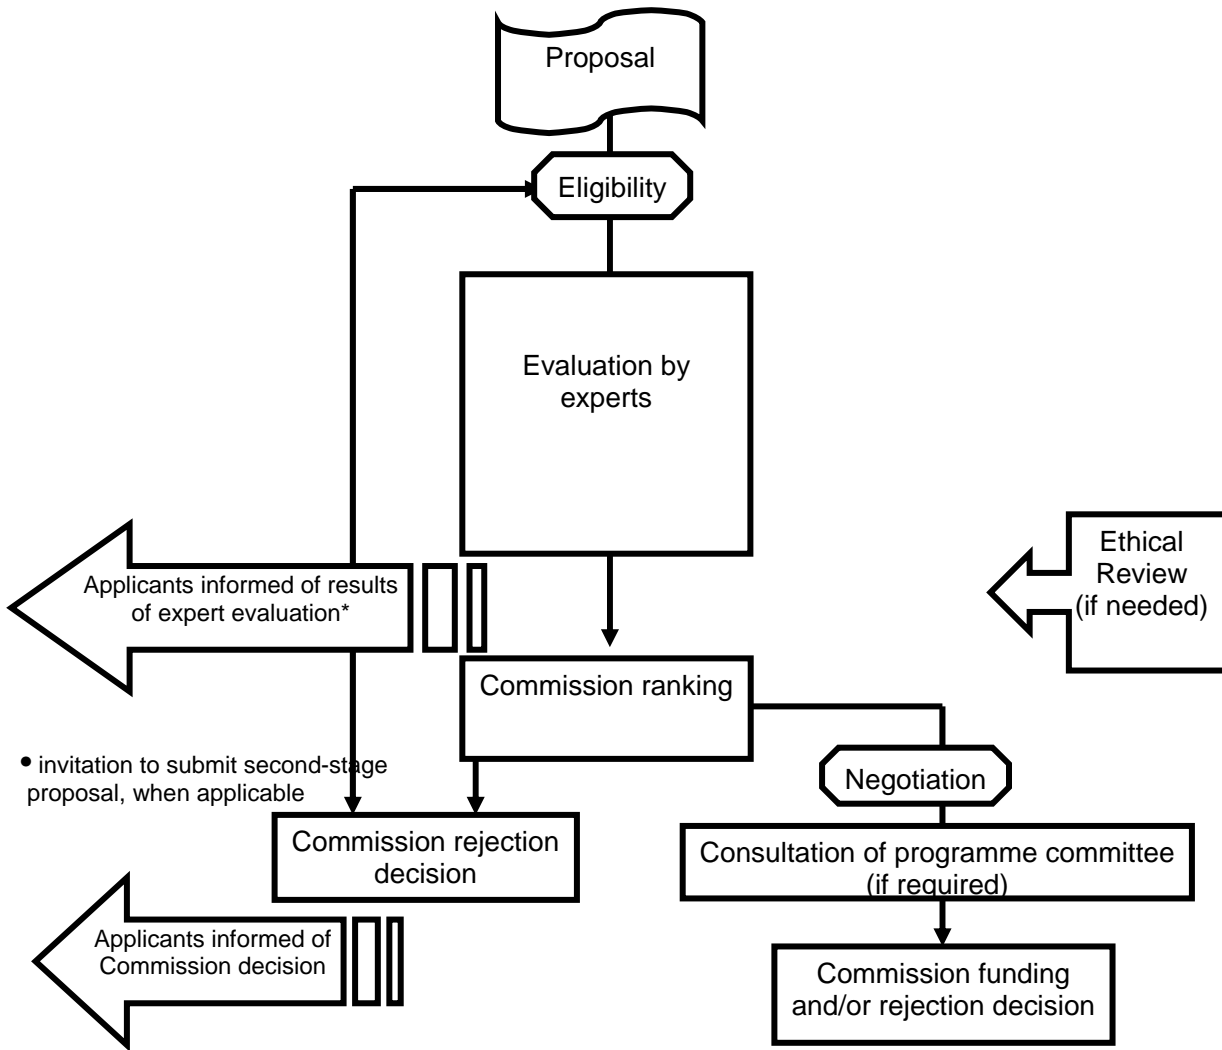 Proposal
Eligibility
Evaluation by
experts
Applicants informed of results
of expert evaluation*
Ethical
Review
(if needed)
Commission ranking
• invitation to submit second-stage
proposal, when applicable
Negotiation
Commission rejection
decision
Consultation of programme committee
(if required)
Applicants informed of
Commission decision
Commission funding
and/or rejection decision